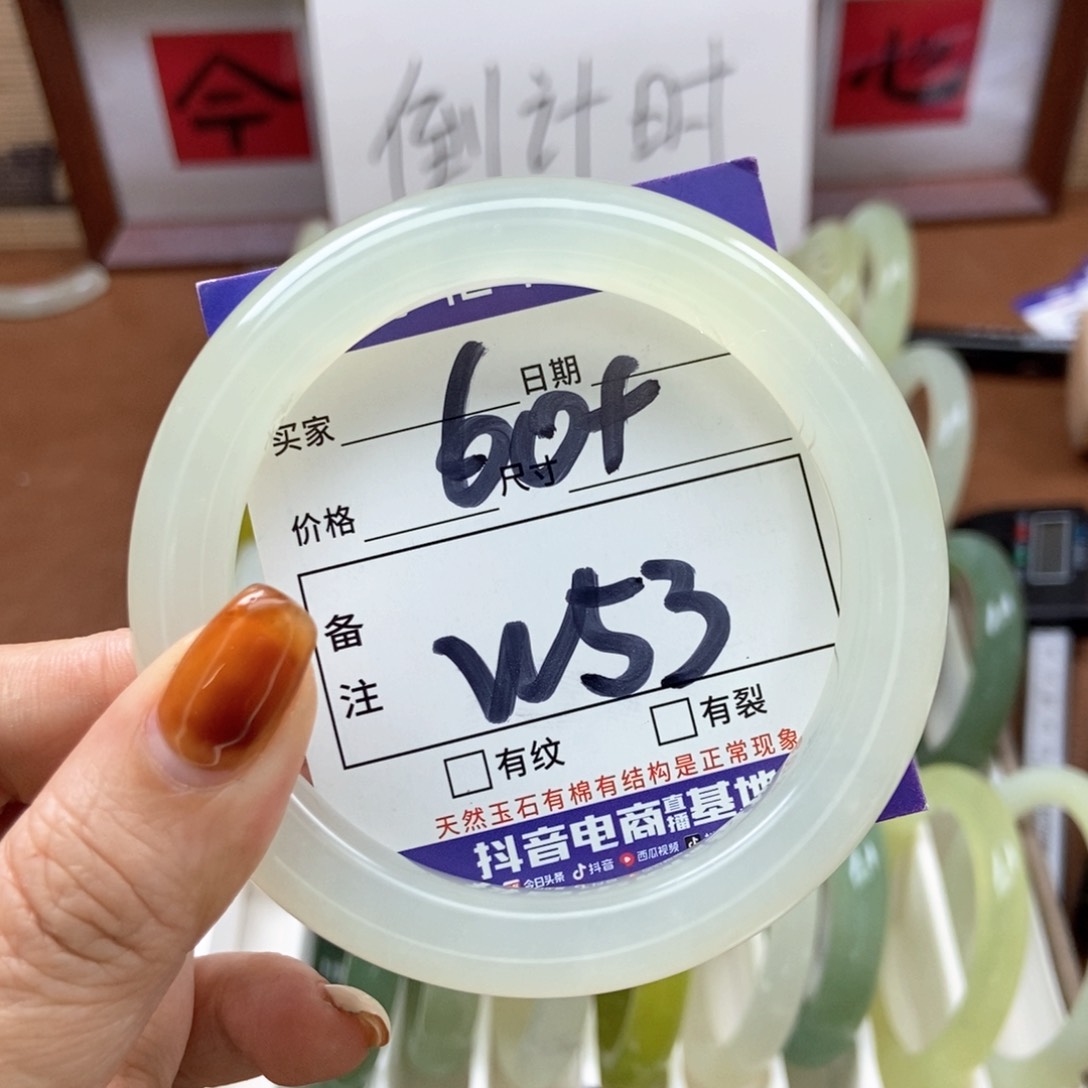 今
倒计时
七
日期
60f
买家
尺寸
价格
备注
W53
有纹
有裂
天然玉石有棉有结构是正常现象
抖音电商直播基地
今日头条 抖音 西瓜视频